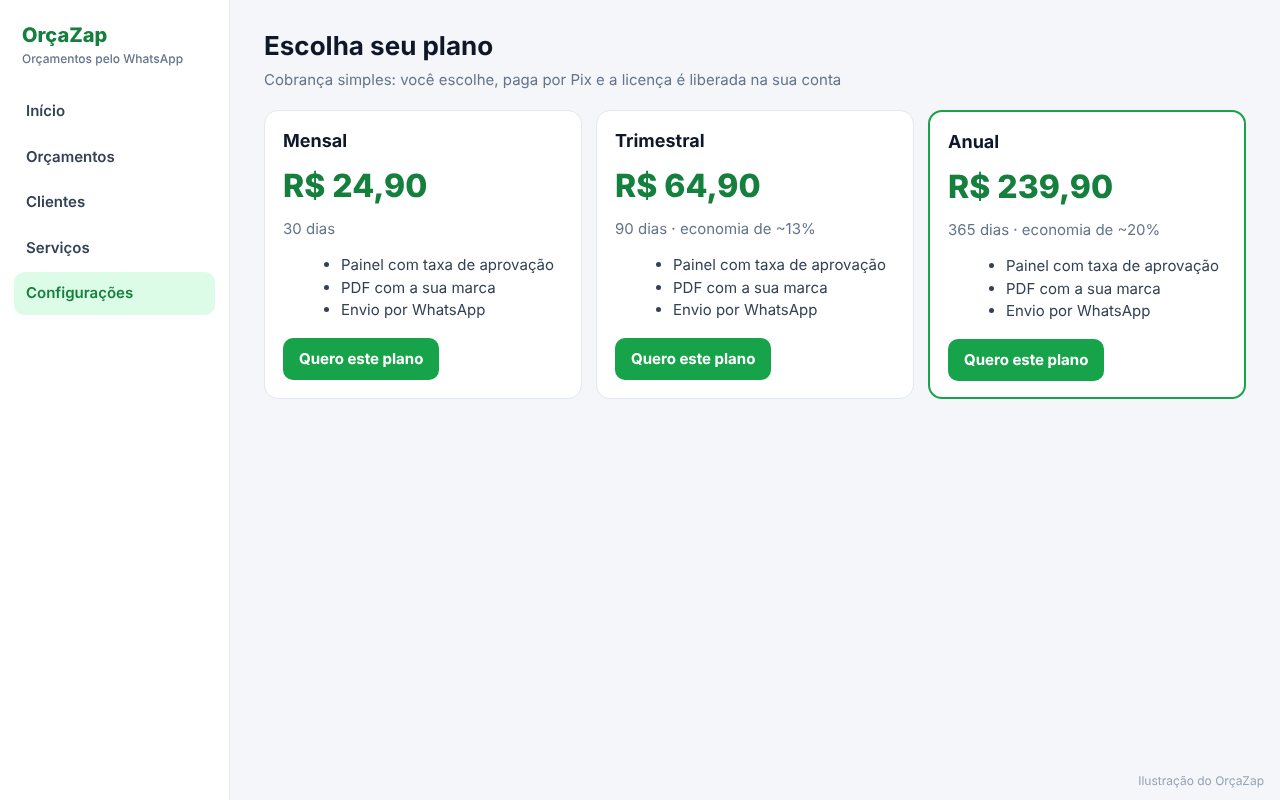 OrçaZap
Orçamentos pelo WhatsApp
Início
Orçamentos
Clientes
Serviços
Configurações
Escolha seu plano
Cobrança simples: você escolhe, paga por Pix e a licença é liberada na sua conta
Mensal
R$ 24,90
30 dias
• Painel com taxa de aprovação
• PDF com a sua marca
• Envio por WhatsApp
Quero este plano
Trimestral
R$ 64,90
90 dias · economia de ~13%
• Painel com taxa de aprovação
• PDF com a sua marca
• Envio por WhatsApp
Quero este plano
Anual
R$ 239,90
365 dias · economia de ~20%
• Painel com taxa de aprovação
• PDF com a sua marca
• Envio por WhatsApp
Quero este plano
Ilustração do OrçaZap